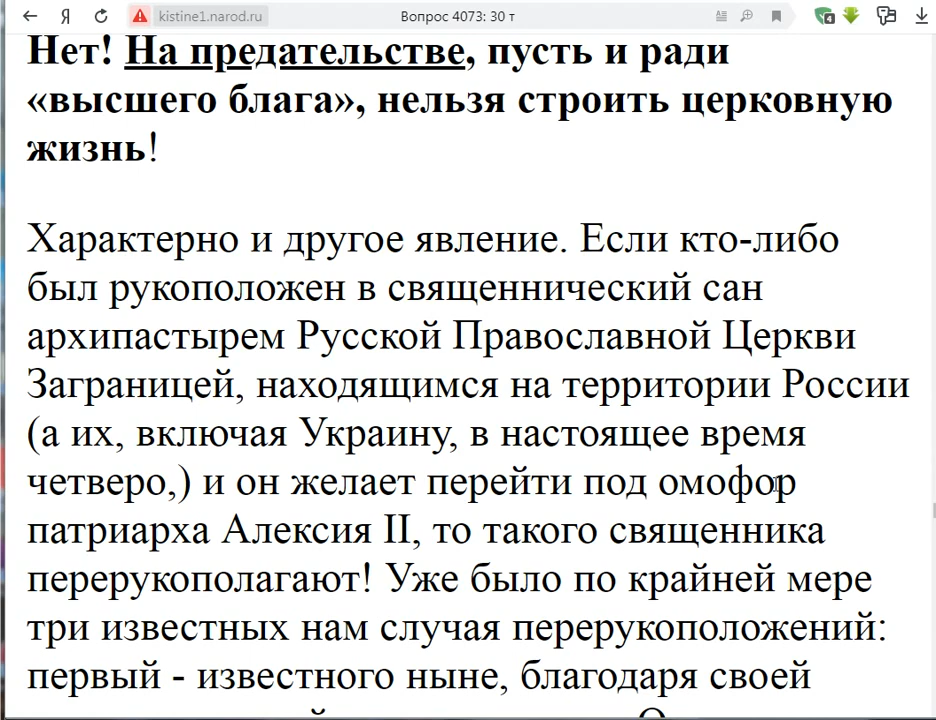 kistine1.narod.ru
Вопрос 4073: 30 т
4
Нет! На предательстве, пусть и ради
«высшего блага», нельзя строить церковную
жизнь!
Характерно и другое явление. Если кто-либо
был рукоположен в священнический сан
архипастырем Русской Православной Церкви
Заграницей, находящимся на территории России
(а их, включая Украину, в настоящее время
четверо,) и он желает перейти под омофор
патриарха Алексия II, то такого священника
перерукополагают! Уже было по крайней мере
три известных нам случая перерукоположений:
первый - известного ныне, благодаря своей